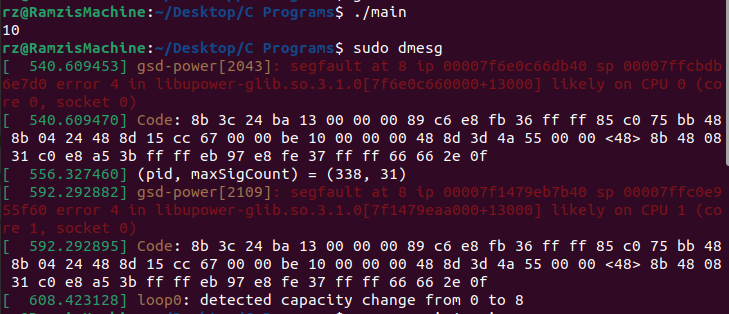 rz@RamzisMachine:~/Desktop/C Programs$ ./main
10
rz@RamzisMachine:~/Desktop/C Programs$ sudo dmesg
[  540.609453] gsd-power[2043]: segfault at 8 ip 00007f6e0c66db40 sp 00007ffcbdb
6e7d0 error 4 in libupower-glib.so.3.1.0[7f6e0c660000+13000] likely on CPU 0 (co
re 0, socket 0)
[  540.609470] Code: 8b 3c 24 ba 13 00 00 00 89 c6 e8 fb 36 ff ff 85 c0 75 bb 48
8b 04 24 48 8d 15 cc 67 00 00 be 10 00 00 00 48 8d 3d 4a 55 00 00 <48> 8b 48 08
31 c0 e8 a5 3b ff ff eb 97 e8 fe 37 ff ff 66 66 2e 0f
[  556.327460] (pid, maxSigCount) = (338, 31)
[  592.292882] gsd-power[2109]: segfault at 8 ip 00007f1479eb7b40 sp 00007ffc0e9
55f60 error 4 in libupower-glib.so.3.1.0[7f1479eaa000+13000] likely on CPU 1 (co
re 1, socket 0)
[  592.292895] Code: 8b 3c 24 ba 13 00 00 00 89 c6 e8 fb 36 ff ff 85 c0 75 bb 48
8b 04 24 48 8d 15 cc 67 00 00 be 10 00 00 00 48 8d 3d 4a 55 00 00 <48> 8b 48 08
31 c0 e8 a5 3b ff ff eb 97 e8 fe 37 ff ff 66 66 2e 0f
[  608.423128] loop0: detected capacity change from 0 to 8